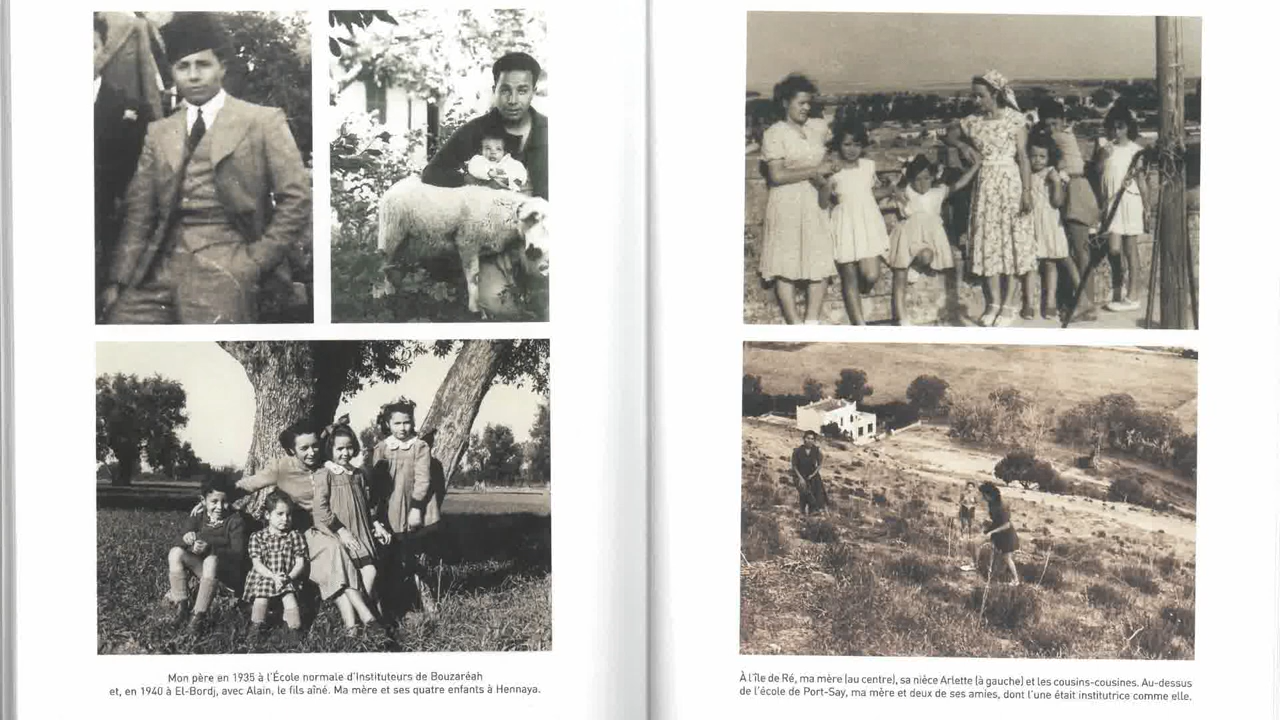 Mon père en 1935 à l'École normale d'Instituteurs de Bouzaréah
et, en 1940 à El-Bordj, avec Alain, le fils aîné. Ma mère et ses quatre enfants à Hennaya.
À l'île de Ré, ma mère (au centre), sa nièce Arlette (à gauche) et les cousins-cousines. Au-dessus
de l'école de Port-Say, ma mère et deux de ses amies, dont l'une était institutrice comme elle.